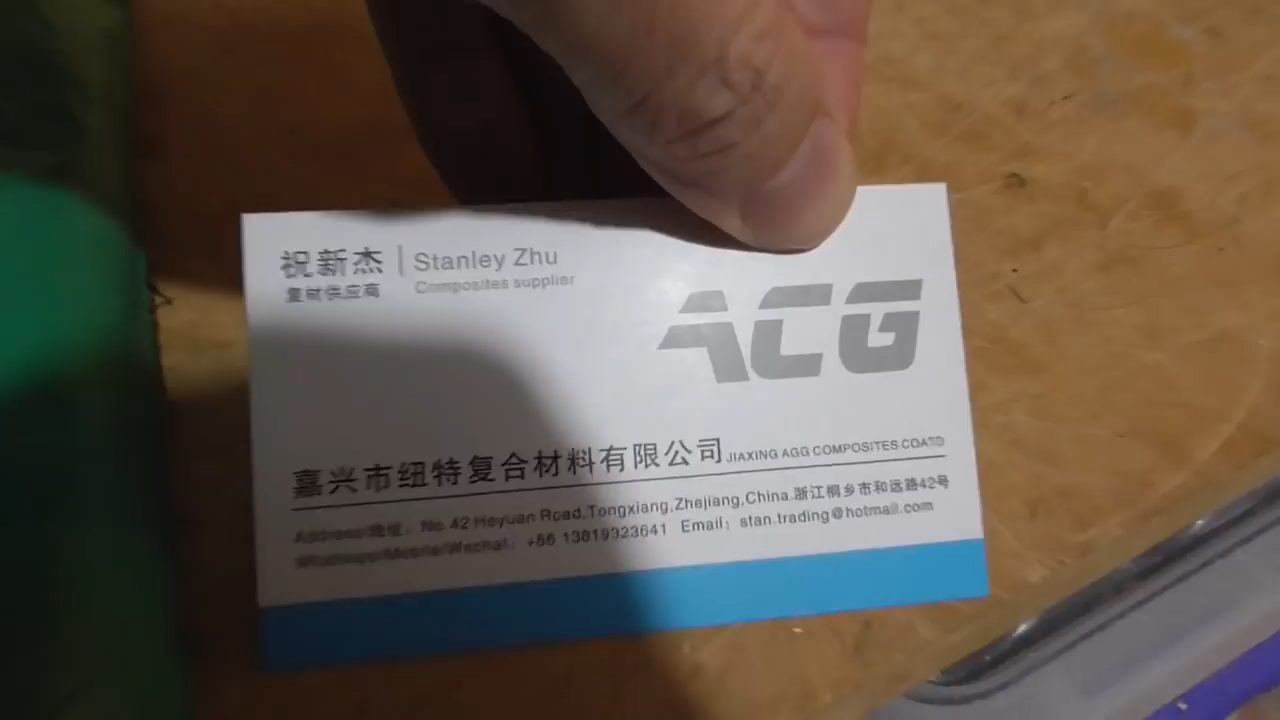 祝新杰 | Stanley Zhu
复材供应商 Composites supplier
ACG
嘉兴市纽特复合材料有限公司 JIAXING AGG COMPOSITES CO.,LTD
Address/地址: No.42 Heyuan Road,Tongxiang,Zhejiang,China.浙江桐乡市和远路42号
Whatsapp/Mobile/Wechat: +86 13819323641 Email: stan.trading@hotmail.com